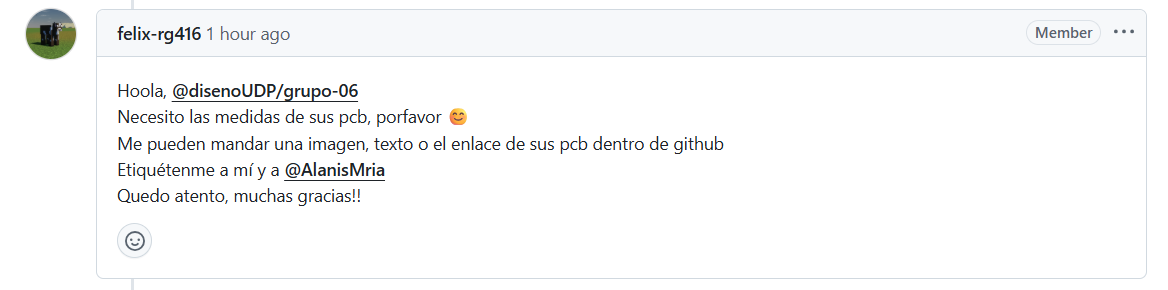 felix-rg416 1 hour ago
Member
Hoola, @disenoUDP/grupo-06
Necesito las medidas de sus pcb, porfavor 😊
Me pueden mandar una imagen, texto o el enlace de sus pcb dentro de github
Etiquétenme a mí y a @AlanisMria
Quedo atento, muchas gracias!!